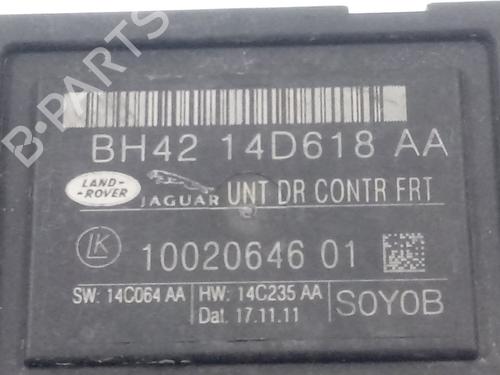 BH42 14D618 AA
LAND-
ROVER
JAGUAR
UNT DR CONTR FRT
LK
10020646 01
SW: 14C064 AA
HW: 14C235 AA
Dat. 17.11.11
S0Y0B
B-PARTS